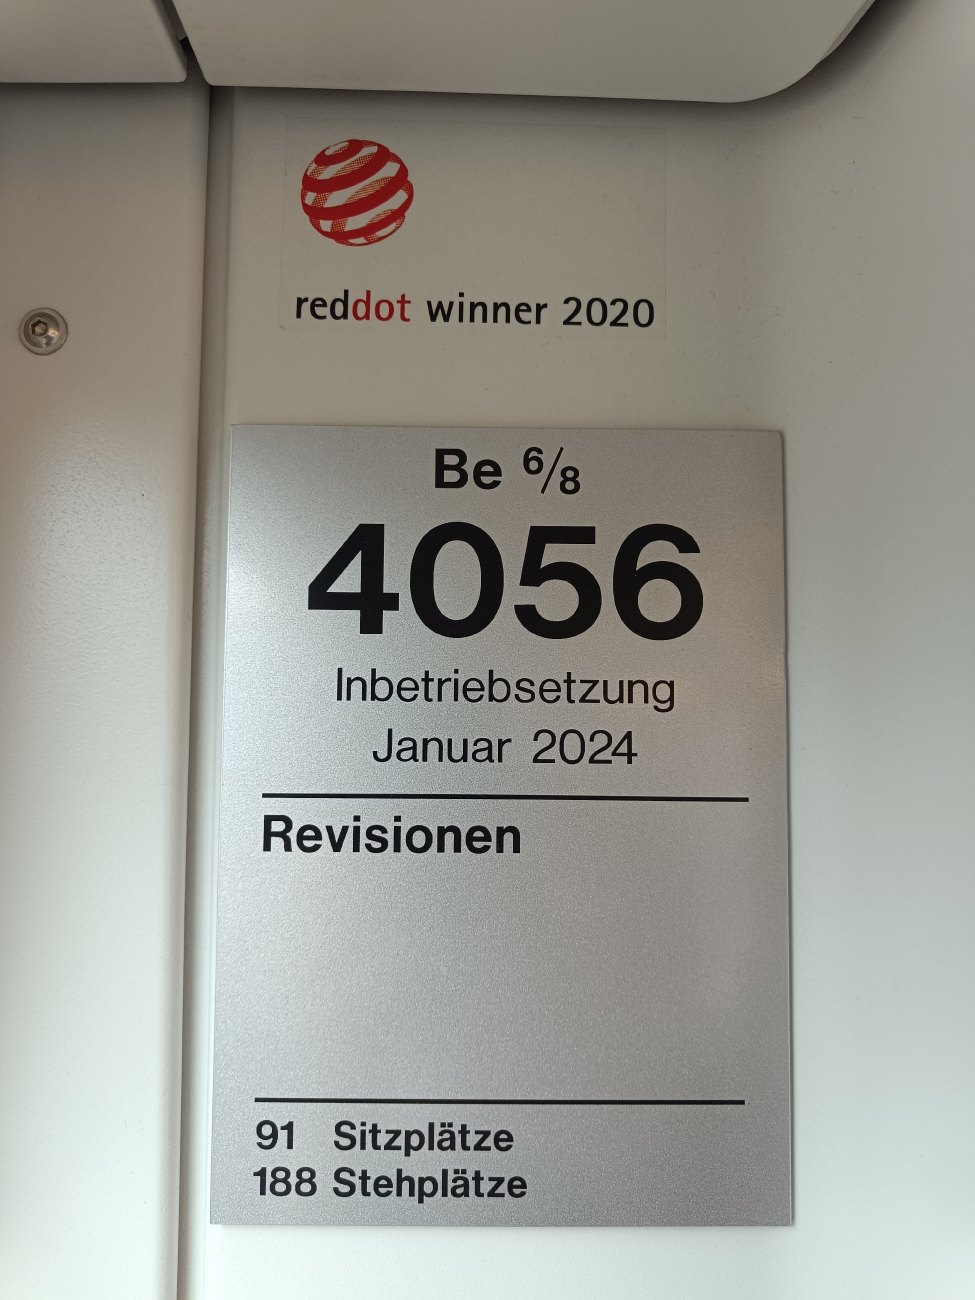 reddot winner 2020
Be 6/8
4056
Inbetriebsetzung
Januar 2024
Revisionen
91 Sitzplätze
188 Stehplätze